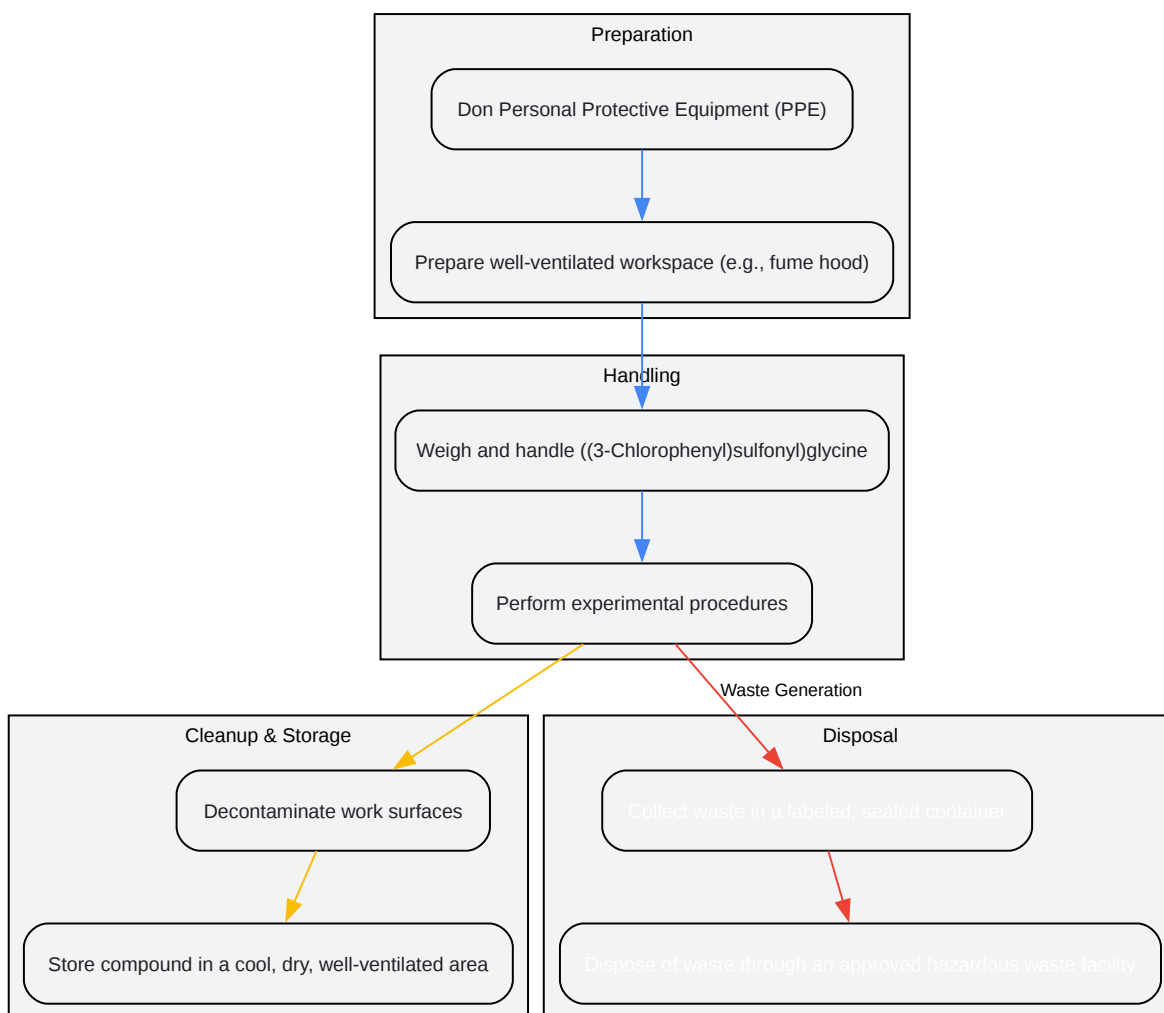 Preparation
Don Personal Protective Equipment (PPE)
Prepare well-ventilated workspace (e.g., fume hood)
Handling
Weigh and handle ((3-Chlorophenyl)sulfonyl)glycine
Perform experimental procedures
Waste Generation
Cleanup & Storage
Decontaminate work surfaces
Store compound in a cool, dry, well-ventilated area
Disposal
Collect waste in a labeled, sealed container
Dispose of waste through an approved hazardous waste facility